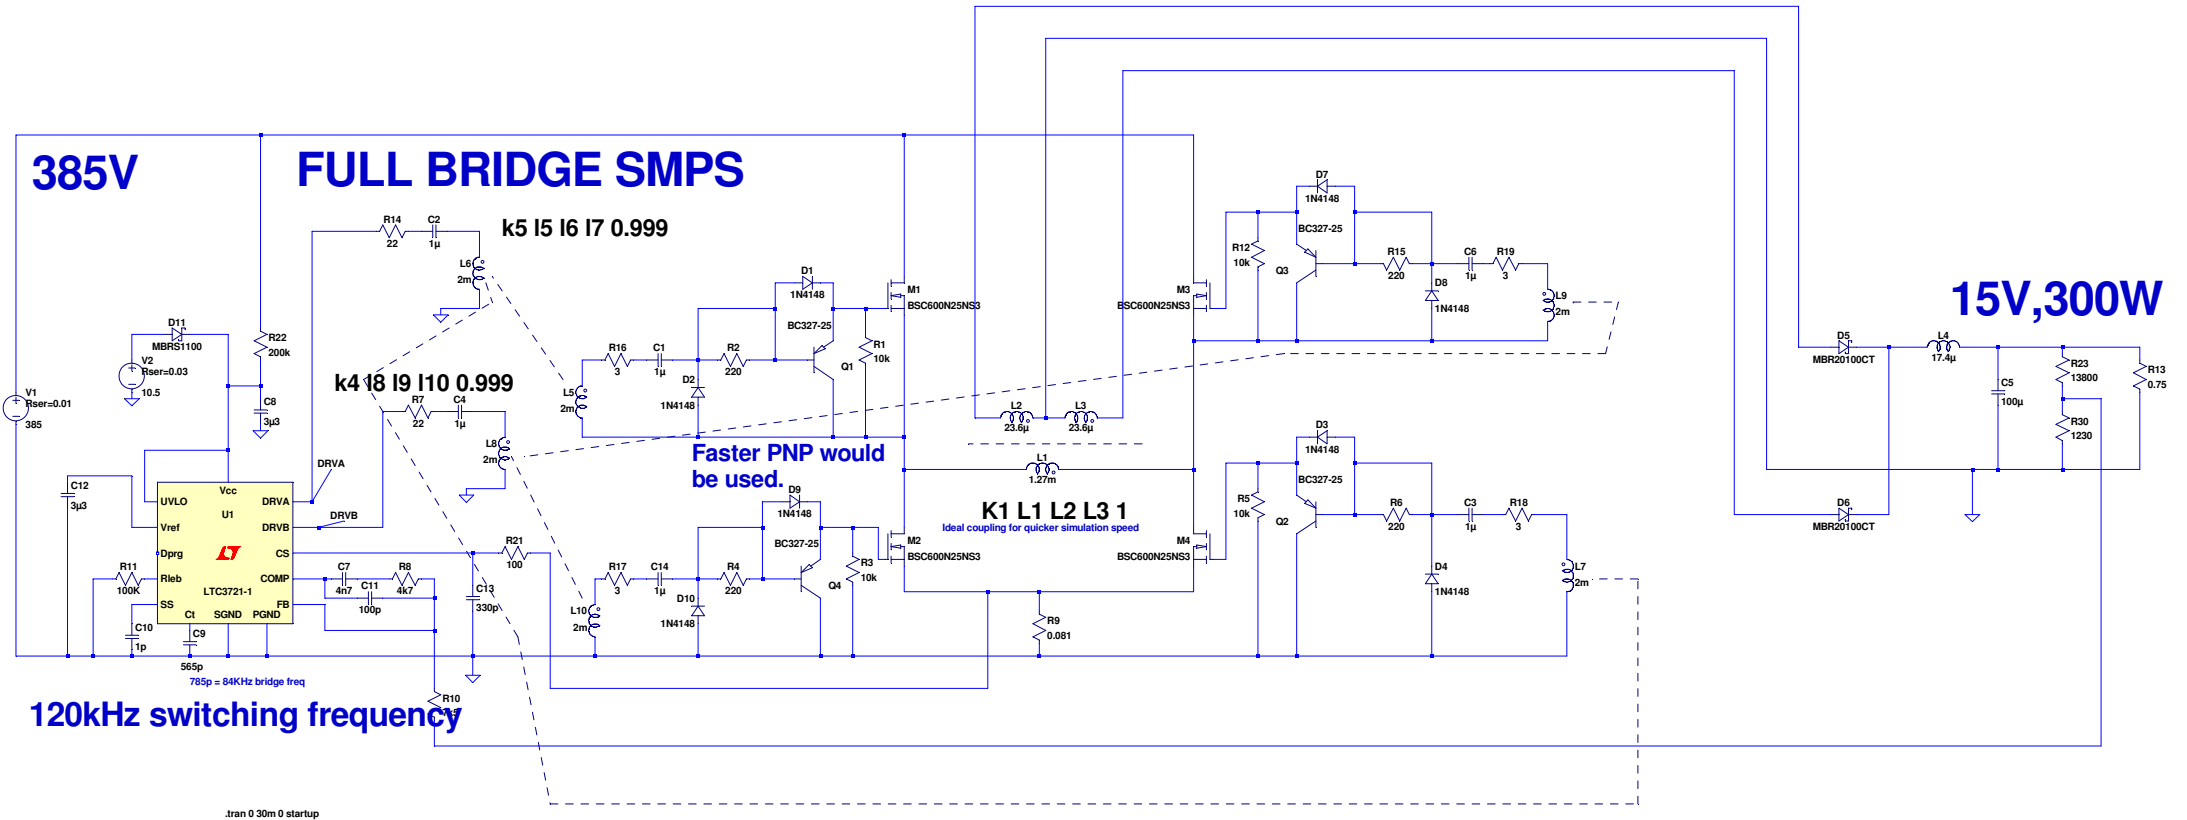 385V
FULL BRIDGE SMPS
k5 l5 l6 l7 0.999
R14
22
C2
1µ
L6
2m
D11
MBRS1100
V2
Rser=0.03
10.5
R22
200k
C8
3µ3
V1
Rser=0.01
385
k4 l8 l9 l10 0.999
R7
22
C4
1µ
L8
2m
DRVA
DRVB
C12
3µ3
Vcc
U1
UVLO
Vref
Dprg
Rleb
SS
Ct
SGND
PGND
DRVA
DRVB
CS
COMP
FB
LTC3721-1
R11
100K
C10
1p
C9
565p
785p = 84KHz bridge freq
C7
4n7
R8
4k7
C11
100p
C13
330p
R21
100
R10
120kHz switching frequency
.tran 0 30m 0 startup
R16
3
C1
1µ
L5
2m
D2
1N4148
R2
220
D1
1N4148
BC327-25
Q1
R1
10k
M1
BSC600N25NS3
Faster PNP would
be used.
R17
3
C14
1µ
L10
2m
D10
1N4148
R4
220
D9
1N4148
BC327-25
Q4
R3
10k
M2
BSC600N25NS3
L2
23.6µ
L3
23.6µ
L1
1.27m
K1 L1 L2 L3 1
Ideal coupling for quicker simulation speed
R9
0.081
M3
BSC600N25NS3
R12
10k
D7
1N4148
BC327-25
Q3
R15
220
D8
1N4148
C6
1µ
R19
3
L9
2m
M4
BSC600N25NS3
R5
10k
D3
1N4148
BC327-25
Q2
R6
220
D4
1N4148
C3
1µ
R18
3
L7
2m
15V,300W
D5
MBR20100CT
D6
MBR20100CT
L4
17.4µ
C5
100µ
R23
13800
R30
1230
R13
0.75